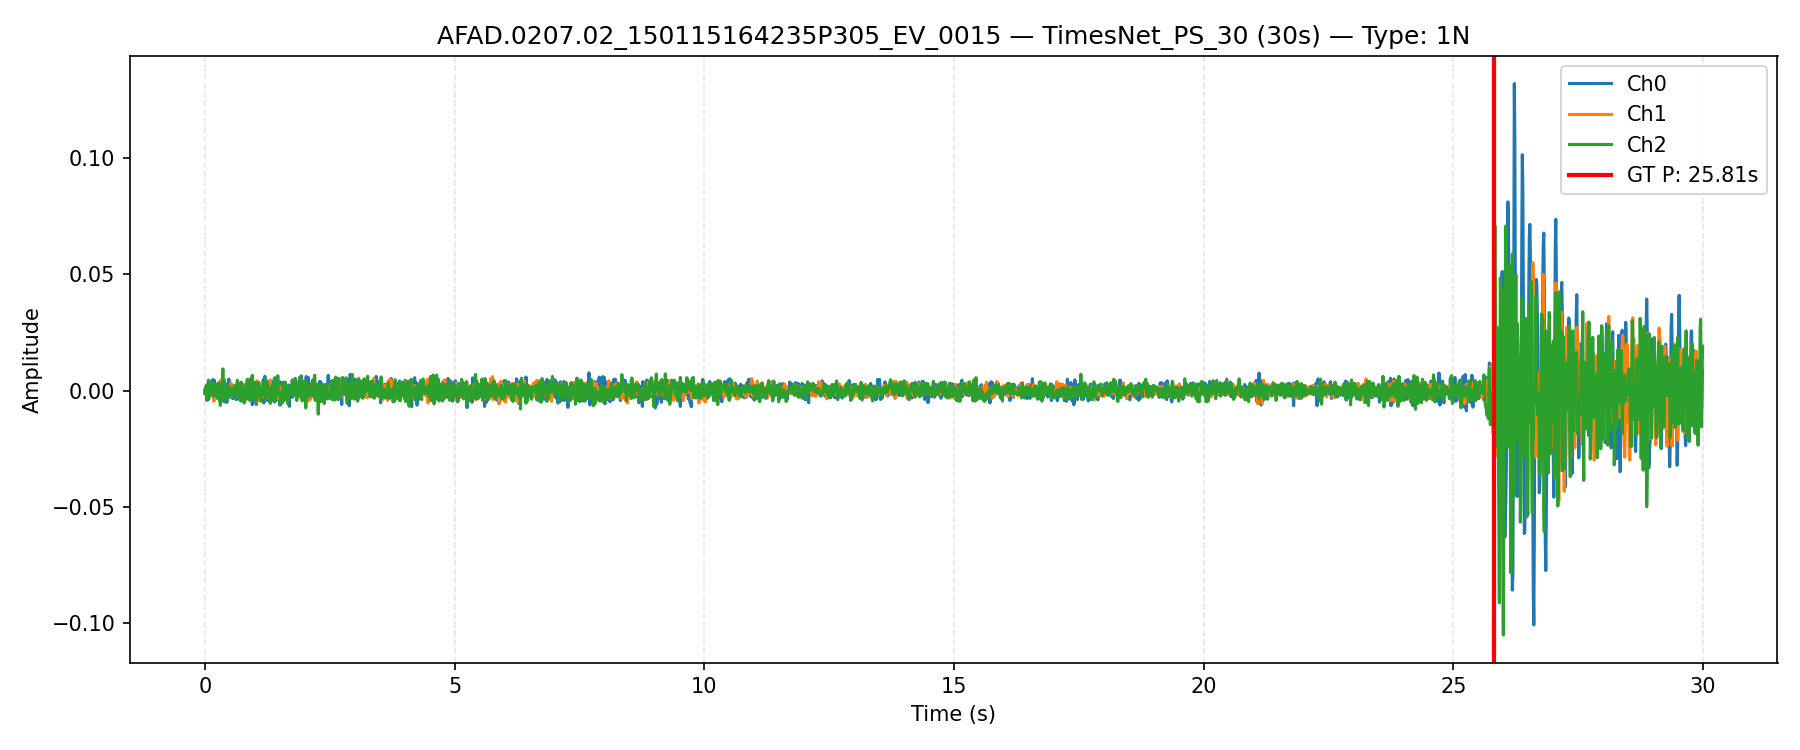 AFAD.0207.02_150115164235P305_EV_0015 — TimesNet_PS_30 (30s) — Type: 1N
Ch0
Ch1
Ch2
GT P: 25.81s
0.10
0.05
0.00
−0.05
−0.10
Amplitude
0 5 10 15 20 25 30
Time (s)